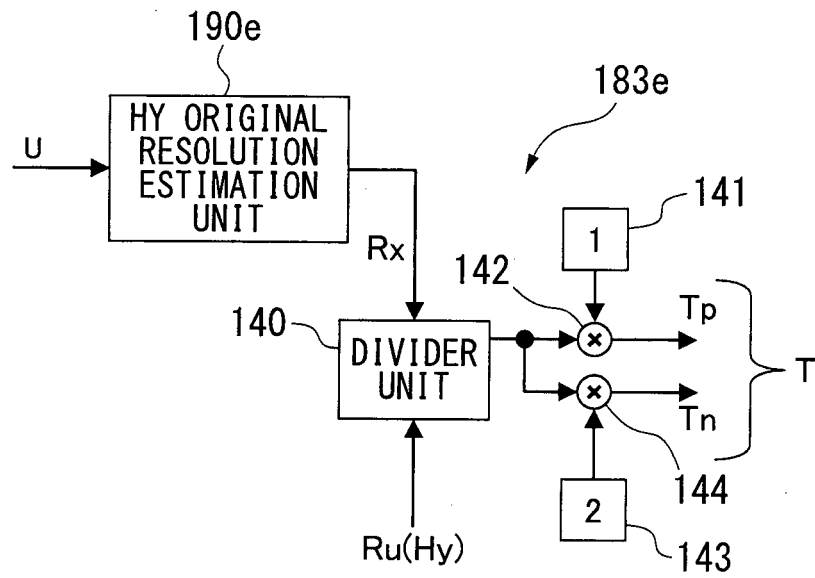 190e
183e
U
HY ORIGINAL
RESOLUTION
ESTIMATION
UNIT
141
1
Rx
142
Tp
140
DIVIDER
UNIT
T
Tn
144
2
Ru(Hy)
143